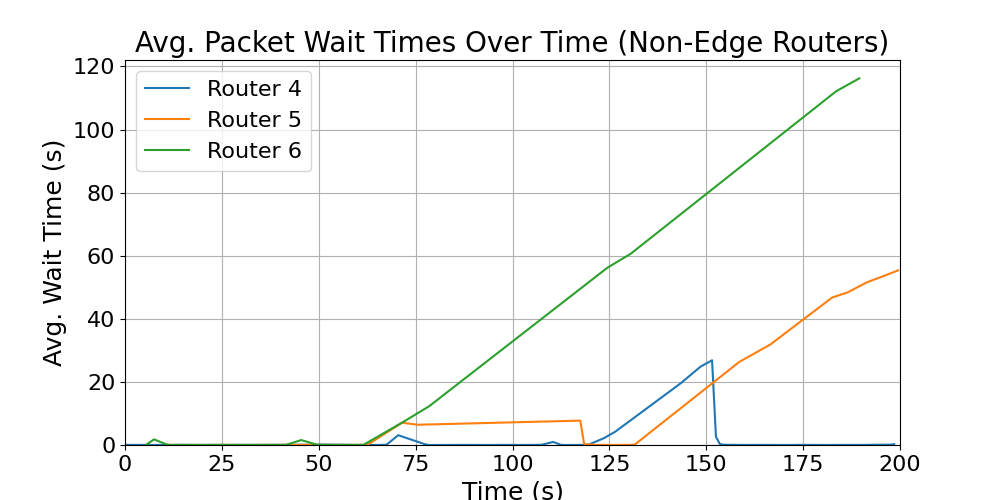 Avg. Packet Wait Times Over Time (Non-Edge Routers)
Avg. Wait Time (s)
120
100
80
60
40
20
0
Router 4
Router 5
Router 6
0 25 50 75 100 125 150 175 200
Time (s)